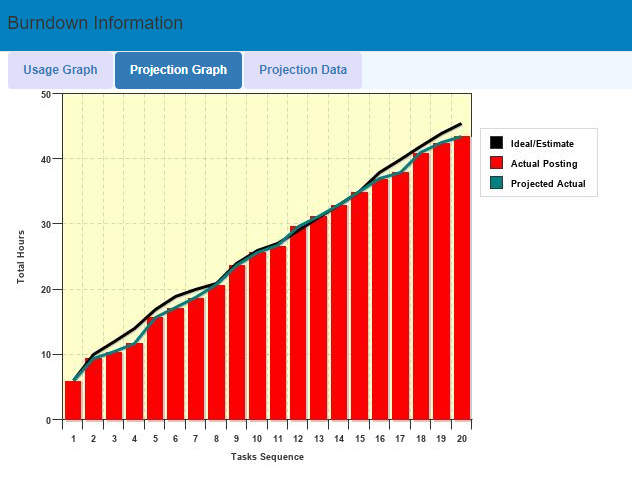 Burndown Information
Usage Graph Projection Graph Projection Data
50
40
30
20
10
0
Total Hours
1 2 3 4 5 6 7 8 9 10 11 12 13 14 15 16 17 18 19 20
Tasks Sequence
Ideal/Estimate
Actual Posting
Projected Actual